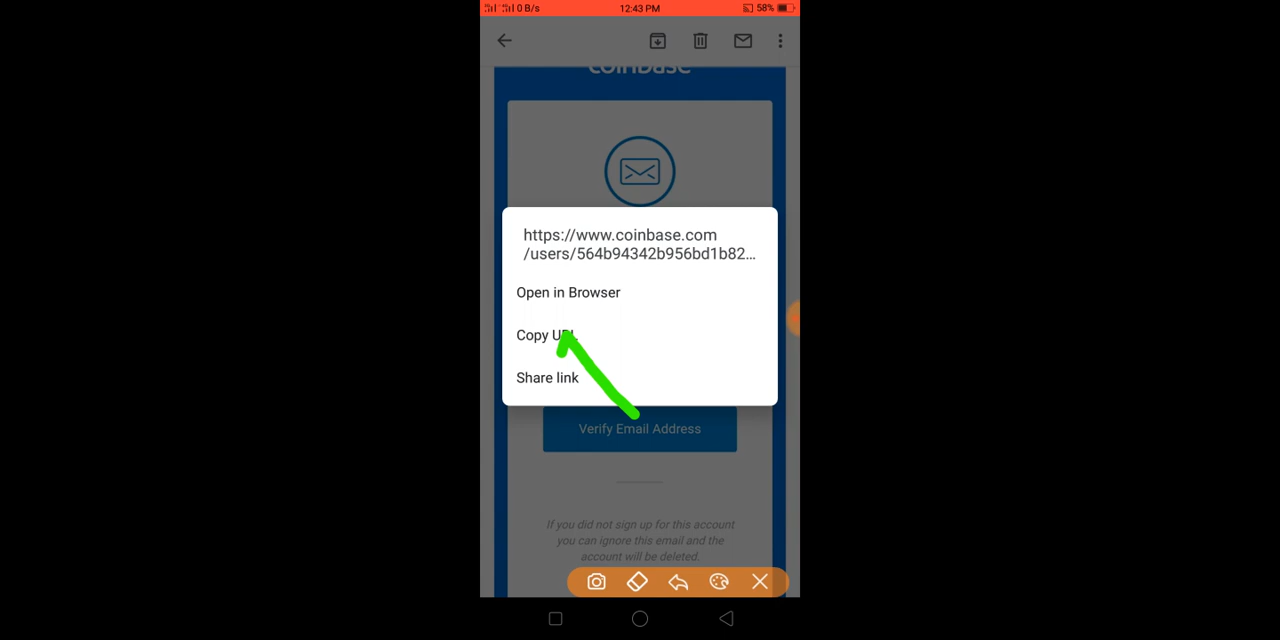 0 B/s
12:43 PM
58%
coinbase
https://www.coinbase.com
/users/564b94342b956bd1b82...
Open in Browser
Copy URL
Share link
Verify Email Address
If you did not sign up for this account
you can ignore this email and the
account will be deleted.